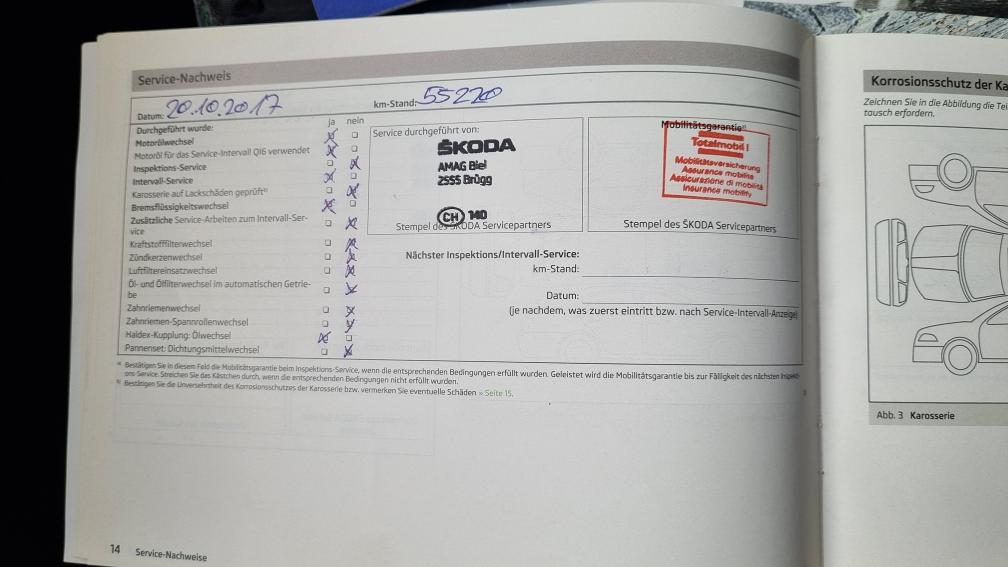 Service-Nachweis
Datum: 20.10.2017 km-Stand: 55220
Durchgeführt wurde: ja nein
Motorölwechsel
Motoröl für das Service-Intervall QI6 verwendet
Inspektions-Service
Intervall-Service
Karosserie auf Lackschäden geprüft b)
Bremsflüssigkeitswechsel
Zusätzliche Service-Arbeiten zum Intervall-Ser-
vice
Kraftstofffilterwechsel
Zündkerzenwechsel
Luftfiltereinsatzwechsel
Öl- und Ölfilterwechsel im automatischen Getrie-
be
Zahnriemenwechsel
Zahnriemen-Spannrollenwechsel
Haldex-Kupplung: Ölwechsel
Pannenset: Dichtungsmittelwechsel
Service durchgeführt von:
ŠKODA
AMAG Biel
2555 Brügg
CH 140
Stempel des ŠKODA Servicepartners
Mobilitätsgarantie a)
Totalmobil!
Mobilitätsversicherung
Assurance mobilité
Assicurazione di mobilità
Insurance mobility
Stempel des ŠKODA Servicepartners
Nächster Inspektions/Intervall-Service:
km-Stand:
Datum:
(je nachdem, was zuerst eintritt bzw. nach Service-Intervall-Anzeige)
a) Bestätigen Sie in diesem Feld die Mobilitätsgarantie beim Inspektions-Service, wenn die entsprechenden Bedingungen erfüllt wurden. Geleistet wird die Mobilitätsgarantie bis zur Fälligkeit des nächsten Inspekti-
ons-Service. Streichen Sie das Kästchen durch, wenn die entsprechenden Bedingungen nicht erfüllt wurden.
b) Bestätigen Sie die Unversehrtheit des Korrosionsschutzes der Karosserie bzw. vermerken Sie eventuelle Schäden » Seite 15.
14 Service-Nachweise
Korrosionsschutz der Ka
Zeichnen Sie in die Abbildung die Tei
tausch erfordern.
Abb. 3 Karosserie